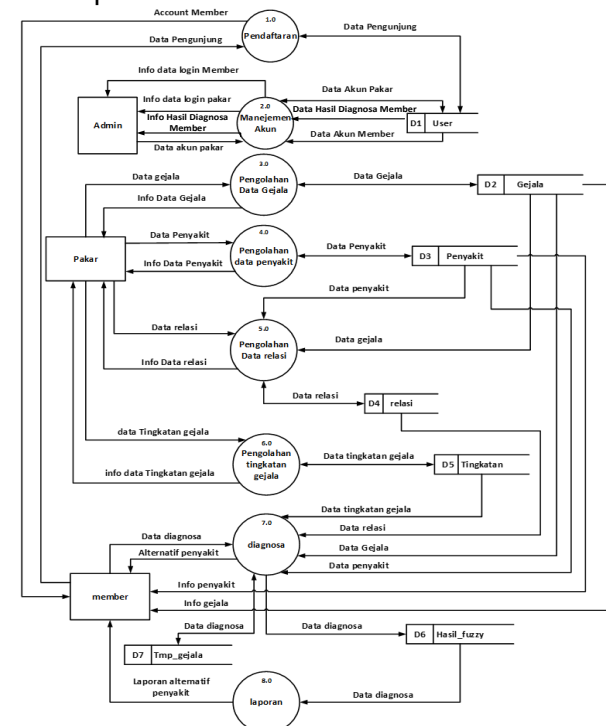 Account Member
1.0
Pendaftaran
Data Pengunjung
Data Pengunjung
Info data login Member
Data Akun Pakar
Info data login pakar
2.0
Manejemen
Akun
Data Hasil Diagnosa Member
D1 User
Admin
Info Hasil Diagnosa
Member
Data Akun Member
Data akun pakar
3.0
Pengolahan
Data Gejala
Data gejala
Data Gejala
D2 Gejala
Info Data Gejala
4.0
Pengolahan
data penyakit
Data Penyakit
Data Penyakit
D3 Penyakit
Pakar
Info Data Penyakit
Data penyakit
5.0
Pengolahan
Data relasi
Data relasi
Data gejala
Info Data relasi
Data relasi
D4 relasi
data Tingkatan gejala
6.0
Pengolahan
tingkatan
gejala
Data tingkatan gejala
D5 Tingkatan
info data Tingkatan gejala
Data tingkatan gejala
7.0
diagnosa
Data relasi
Data diagnosa
Alternatif penyakit
Data Gejala
Data penyakit
Info penyakit
member
Info gejala
Data diagnosa
Data diagnosa
D6 Hasil_fuzzy
D7 Tmp_gejala
Laporan alternatif
penyakit
8.0
laporan
Data diagnosa